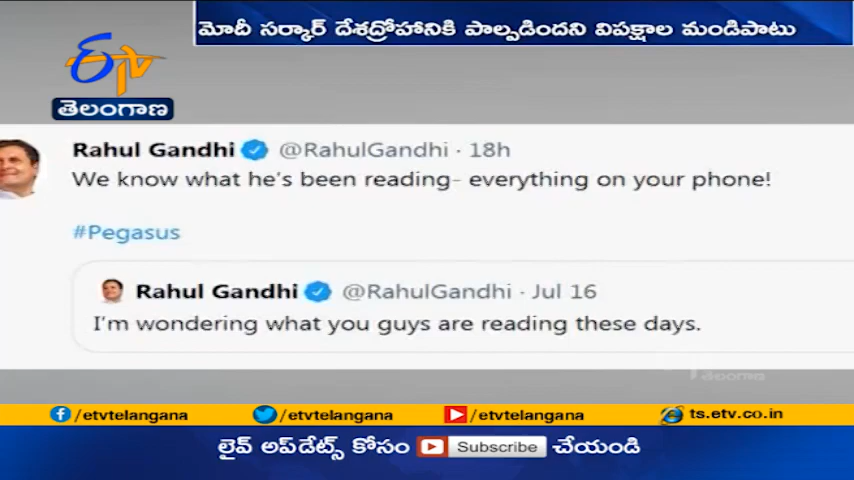 మోదీ సర్కార్ దేశద్రోహానికి పాల్పడిందని విపక్షాల మండిపాటు
ETV
తెలంగాణ
Rahul Gandhi @RahulGandhi · 18h
We know what he's been reading- everything on your phone!
#Pegasus
Rahul Gandhi @RahulGandhi · Jul 16
I'm wondering what you guys are reading these days.
తెలంగాణ
/etvtelangana /etvtelangana /etvtelangana ts.etv.co.in
లైవ్ అప్‌డేట్స్ కోసం Subscribe చేయండి